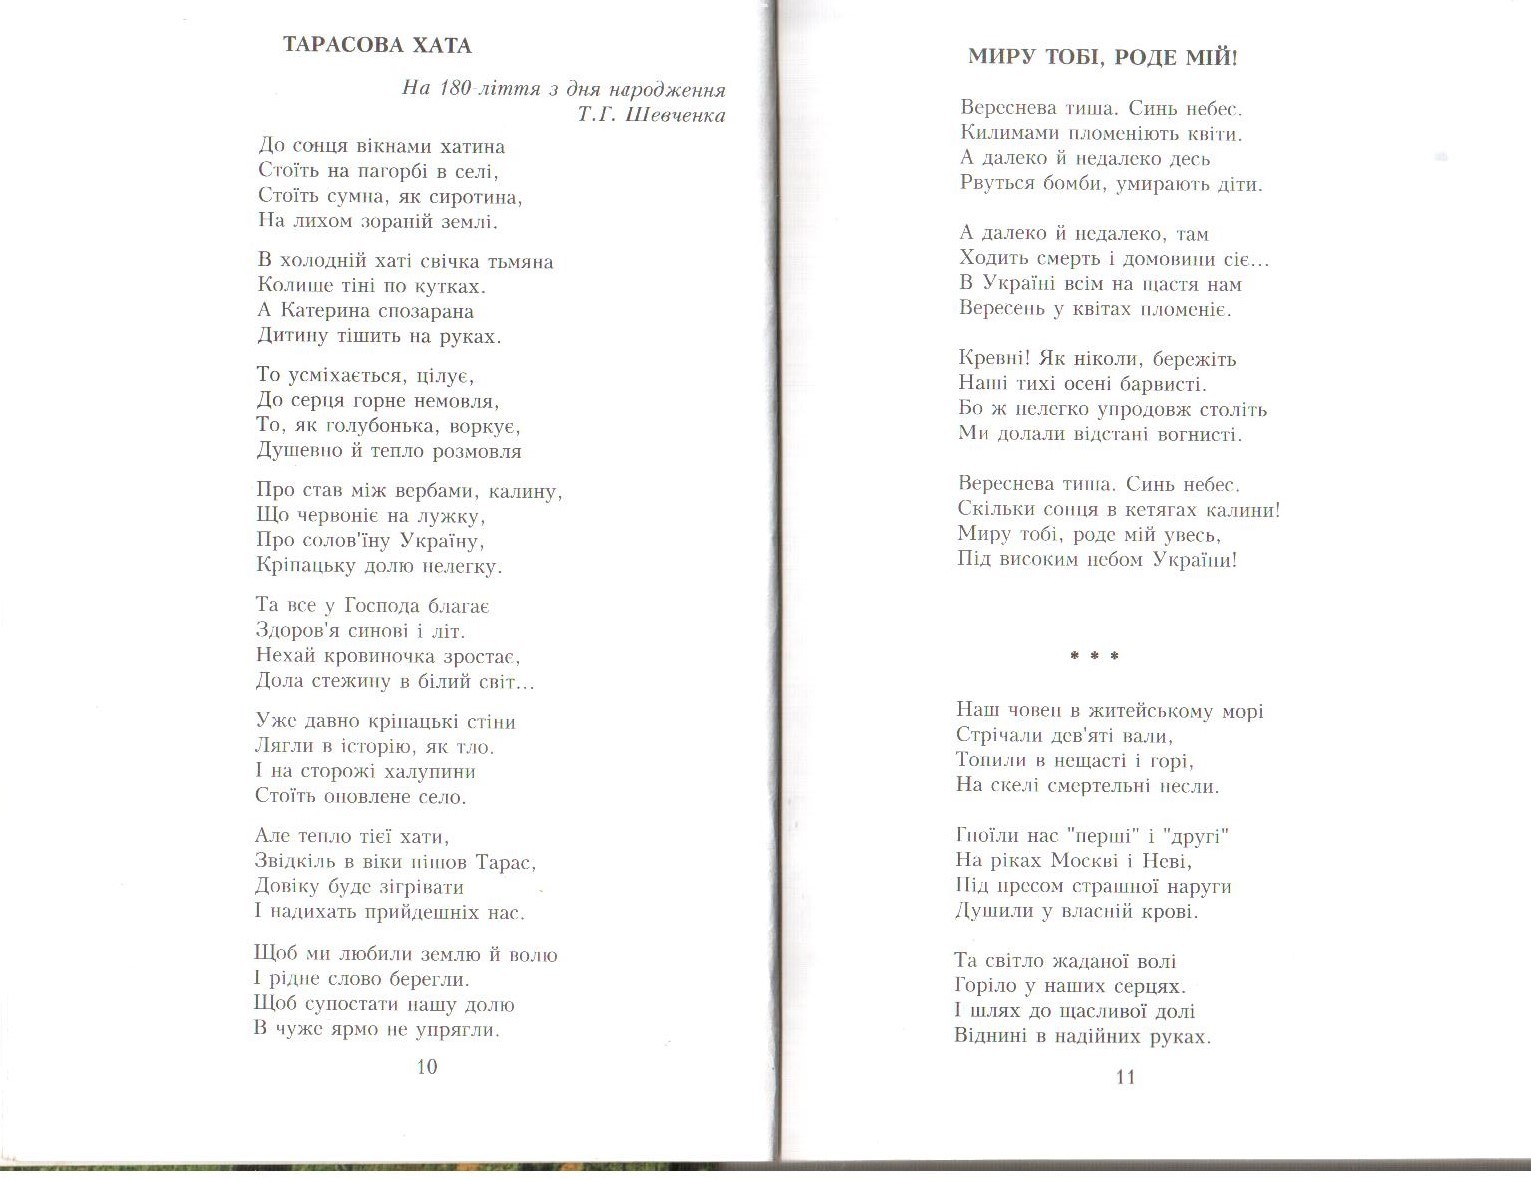 ТАРАСОВА ХАТА
На 180-ліття з дня народження
Т.Г. Шевченка
До сонця вікнами хатина
Стоїть на пагорбі в селі,
Стоїть сумна, як сиротина,
На лихом зораній землі.
В холодній хаті свічка тьмяна
Колише тіні по кутках.
А Катерина спозарана
Дитину тішить на руках.
То усміхається, цілує,
До серця горне немовля,
То, як голубонька, воркує,
Душевно й тепло розмовля
Про став між вербами, калину,
Що червоніє на лужку,
Про солов'їну Україну,
Кріпацьку долю нелегку.
Та все у Господа благає
Здоров'я синові і літ.
Нехай кровиночка зростає,
Дола стежину в білий світ...
Уже давно кріпацькі стіни
Лягли в історію, як тло.
І на сторожі халупини
Стоїть оновлене село.
Але тепло тієї хати,
Звідкіль в віки пішов Тарас,
Довіку буде зігрівати
І надихать прийдешніх нас.
Щоб ми любили землю й волю
І рідне слово берегли.
Щоб супостати нашу долю
В чуже ярмо не упрягли.
10
МИРУ ТОБІ, РОДЕ МІЙ!
Вереснева тиша. Синь небес.
Килимами пломеніють квіти.
А далеко й недалеко десь
Рвуться бомби, умирають діти.
А далеко й недалеко, там
Ходить смерть і домовини сіє...
В Україні всім на щастя нам
Вересень у квітах пломеніє.
Кревні! Як ніколи, бережіть
Наші тихі осені барвисті.
Бо ж нелегко упродовж століть
Ми долали відстані вогнисті.
Вереснева тиша. Синь небес.
Скільки сонця в кетягах калини!
Миру тобі, роде мій увесь,
Під високим небом України!
* * *
Наш човен в житейському морі
Стрічали дев'яті вали,
Топили в нещасті і горі,
На скелі смертельні несли.
Гноїли нас "перші" і "другі"
На ріках Москві і Неві,
Під пресом страшної наруги
Душили у власній крові.
Та світло жаданої волі
Горіло у наших серцях.
І шлях до щасливої долі
Віднині в надійних руках.
11